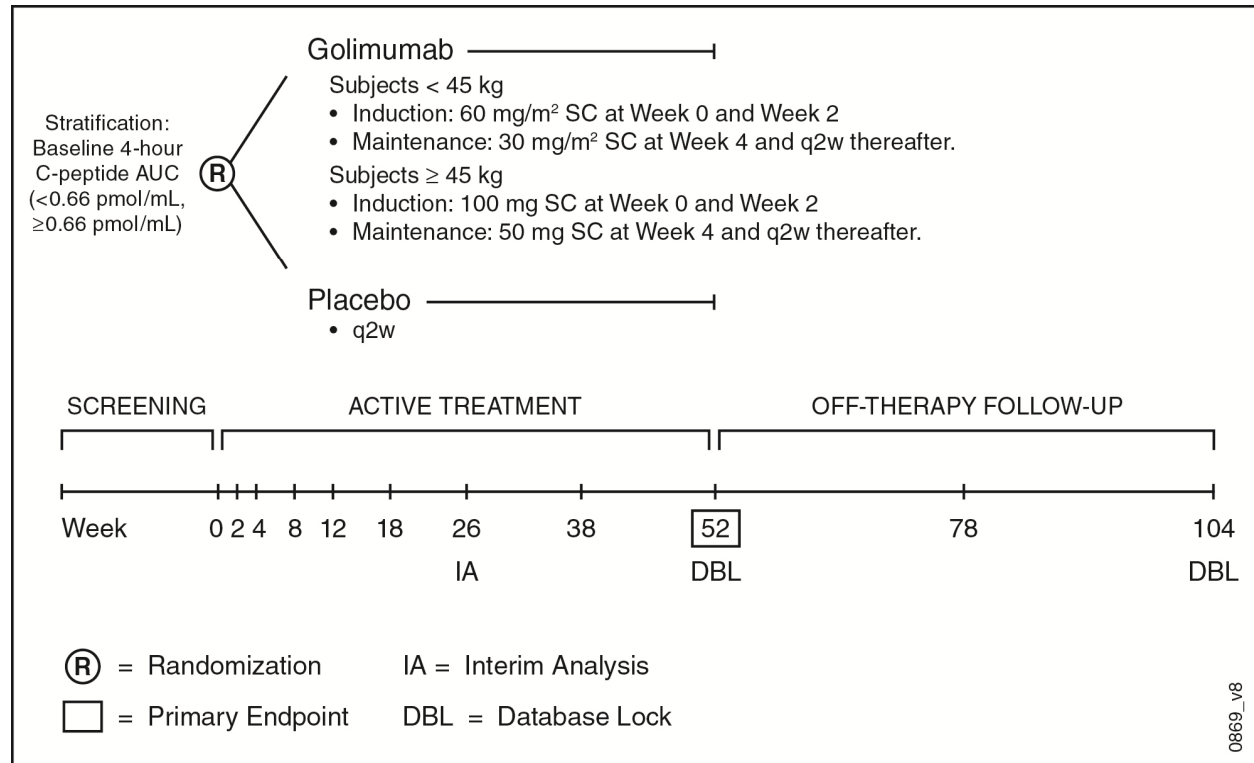 Golimumab
Subjects < 45 kg
• Induction: 60 mg/m² SC at Week 0 and Week 2
• Maintenance: 30 mg/m² SC at Week 4 and q2w thereafter.
Subjects ≥ 45 kg
• Induction: 100 mg SC at Week 0 and Week 2
• Maintenance: 50 mg SC at Week 4 and q2w thereafter.
Stratification:
Baseline 4-hour
C-peptide AUC
(<0.66 pmol/mL,
≥0.66 pmol/mL)
R
Placebo
• q2w
SCREENING ACTIVE TREATMENT OFF-THERAPY FOLLOW-UP
Week 0 2 4 8 12 18 26 38 52 78 104
IA DBL DBL
R = Randomization IA = Interim Analysis
= Primary Endpoint DBL = Database Lock
0869_v8